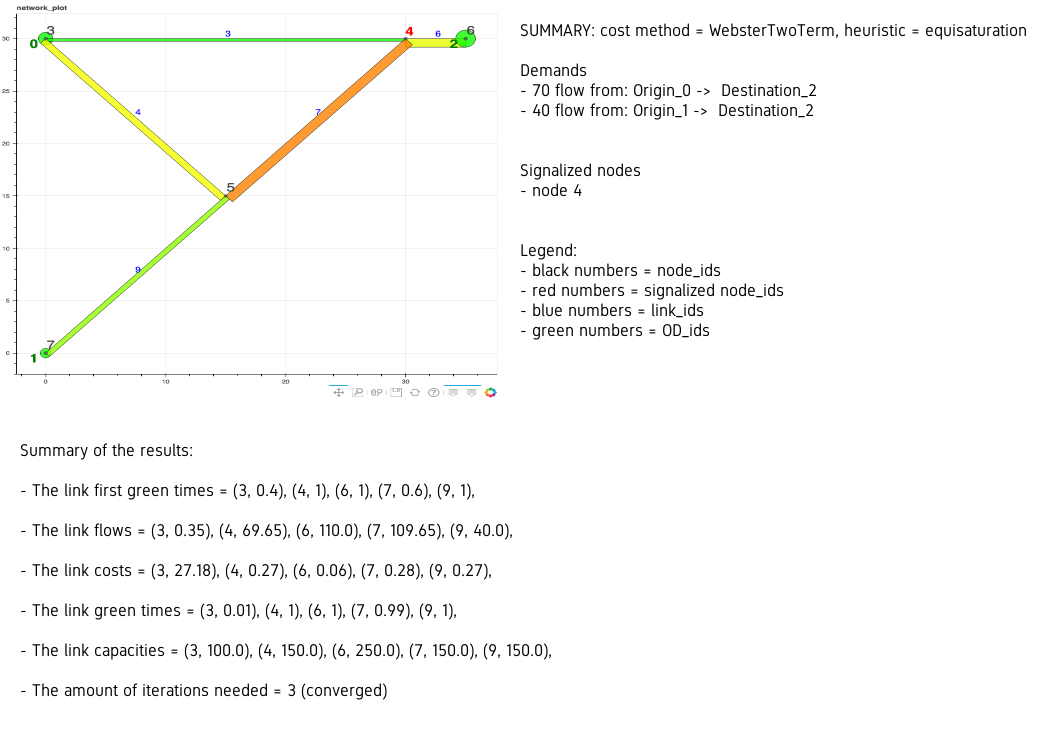 network_plot
SUMMARY: cost method = WebsterTwoTerm, heuristic = equisaturation
Demands
- 70 flow from: Origin_0 -> Destination_2
- 40 flow from: Origin_1 -> Destination_2
Signalized nodes
- node 4
Legend:
- black numbers = node_ids
- red numbers = signalized node_ids
- blue numbers = link_ids
- green numbers = OD_ids
30
25
20
15
10
5
0
0
10
20
30
3
0
3
4
6
6
2
4
7
5
9
7
1
Summary of the results:
- The link first green times = (3, 0.4), (4, 1), (6, 1), (7, 0.6), (9, 1),
- The link flows = (3, 0.35), (4, 69.65), (6, 110.0), (7, 109.65), (9, 40.0),
- The link costs = (3, 27.18), (4, 0.27), (6, 0.06), (7, 0.28), (9, 0.27),
- The link green times = (3, 0.01), (4, 1), (6, 1), (7, 0.99), (9, 1),
- The link capacities = (3, 100.0), (4, 150.0), (6, 250.0), (7, 150.0), (9, 150.0),
- The amount of iterations needed = 3 (converged)